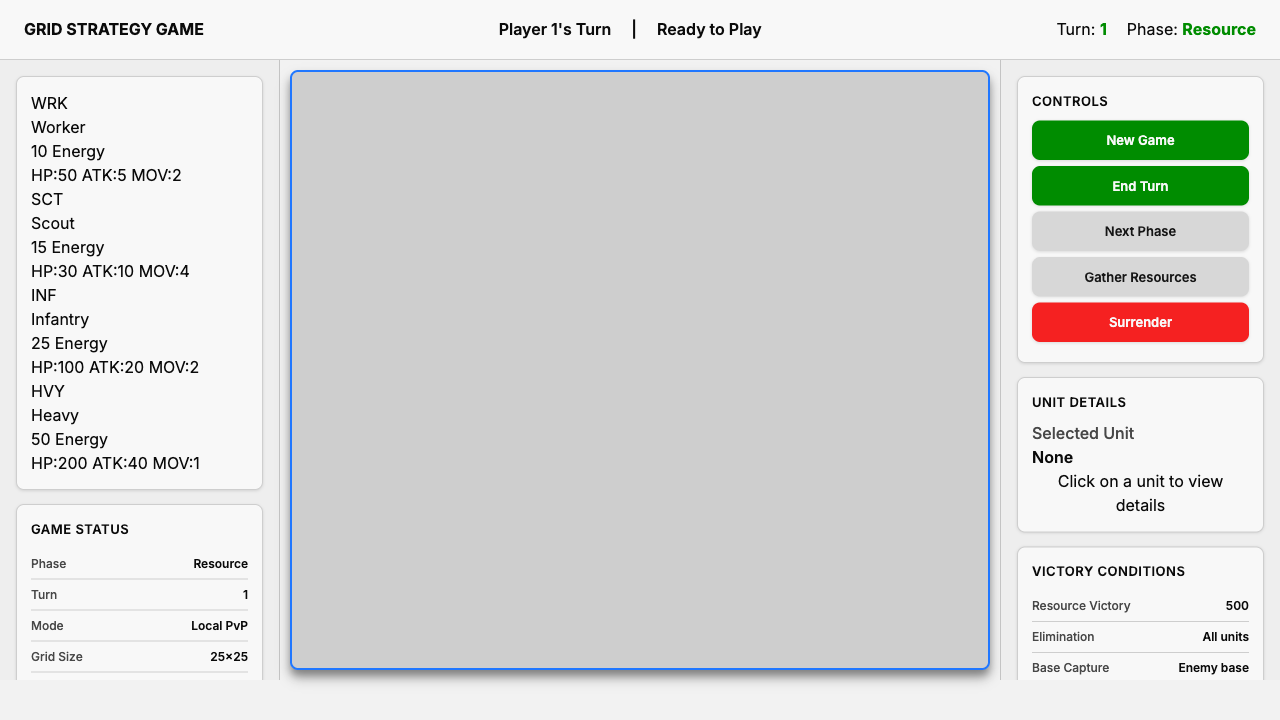 GRID STRATEGY GAME
Player 1's Turn | Ready to Play
Turn: 1 Phase: Resource
WRK
Worker
10 Energy
HP:50 ATK:5 MOV:2
SCT
Scout
15 Energy
HP:30 ATK:10 MOV:4
INF
Infantry
25 Energy
HP:100 ATK:20 MOV:2
HVY
Heavy
50 Energy
HP:200 ATK:40 MOV:1
GAME STATUS
Phase Resource
Turn 1
Mode Local PvP
Grid Size 25×25
CONTROLS
New Game
End Turn
Next Phase
Gather Resources
Surrender
UNIT DETAILS
Selected Unit
None
Click on a unit to view
details
VICTORY CONDITIONS
Resource Victory 500
Elimination All units
Base Capture Enemy base